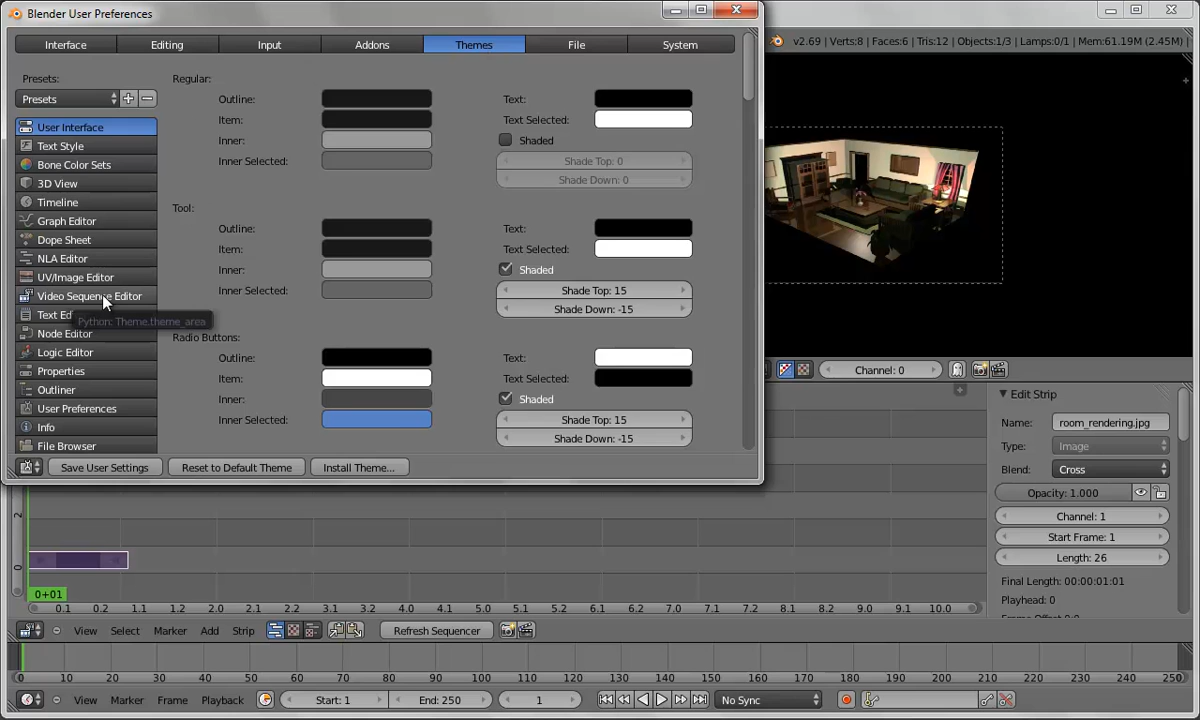 Blender User Preferences
Interface Editing Input Addons Themes File System
v2.69 | Verts:8 | Faces:6 | Tris:12 | Objects:1/3 | Lamps:0/1 | Mem:61.19M (2.45M) |
Presets:
Presets
User Interface
Text Style
Bone Color Sets
3D View
Timeline
Graph Editor
Dope Sheet
NLA Editor
UV/Image Editor
Video Sequence Editor
Text Ed
Python: Theme.theme_area
Node Editor
Logic Editor
Properties
Outliner
User Preferences
Info
File Browser
Regular:
Outline: Text:
Item: Text Selected:
Inner: Shaded
Inner Selected: Shade Top: 0
Shade Down: 0
Tool:
Outline: Text:
Item: Text Selected:
Inner: Shaded
Inner Selected: Shade Top: 15
Shade Down: -15
Radio Buttons:
Outline: Text:
Item: Text Selected:
Inner: Shaded
Inner Selected: Shade Top: 15
Shade Down: -15
Save User Settings Reset to Default Theme Install Theme...
Channel: 0
Edit Strip
Name: room_rendering.jpg
Type: Image
Blend: Cross
Opacity: 1.000
Channel: 1
Start Frame: 1
Length: 26
Final Length: 00:00:01:01
Playhead: 0
Frame Offset 0:0
2
0
0+01
0.1 0.2 1.1 1.2 2.0 2.1 2.2 3.2 4.0 4.1 5.0 5.1 5.2 6.1 6.2 7.0 7.1 8.0 8.1 9.0 9.1 10.0
View Select Marker Add Strip Refresh Sequencer
0 10 20 30 40 50 60 70 80 90 100 110 120 130 140 150 160 170 180 190 200 210 220 230 240 250
View Marker Frame Playback Start: 1 End: 250 1 No Sync